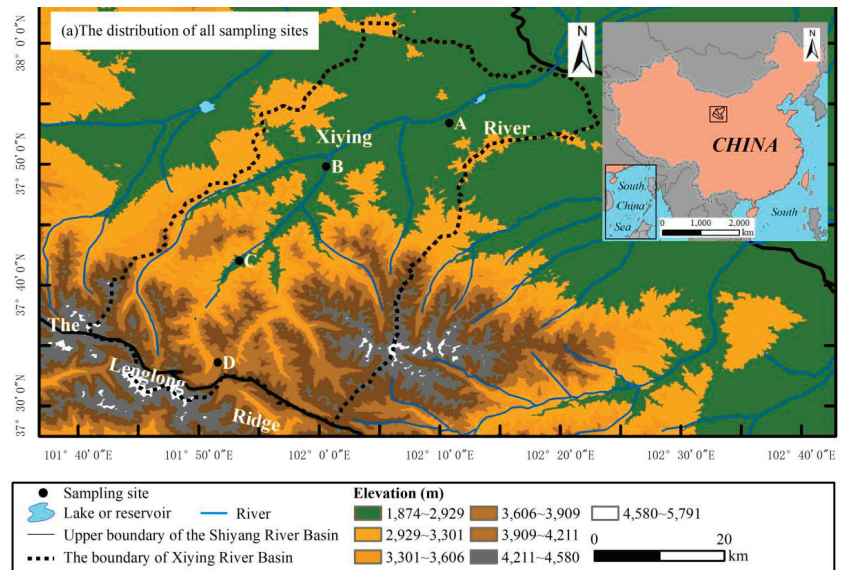 (a)The distribution of all sampling sites
N
N
38° 0′0″N
37° 50′0″N
37° 40′0″N
37° 30′0″N
Xiying
River
A
B
C
D
The
Lenglong
Ridge
CHINA
South
China
Sea
South
0 1,000 2,000
km
101° 40′0″E 101° 50′0″E 102° 0′0″E 102° 10′0″E 102° 20′0″E 102° 30′0″E 102° 40′0″E
Sampling site
Lake or reservoir River
Upper boundary of the Shiyang River Basin
The boundary of Xiying River Basin
Elevation (m)
1,874~2,929 3,606~3,909 4,580~5,791
2,929~3,301 3,909~4,211
3,301~3,606 4,211~4,580
0 20
km